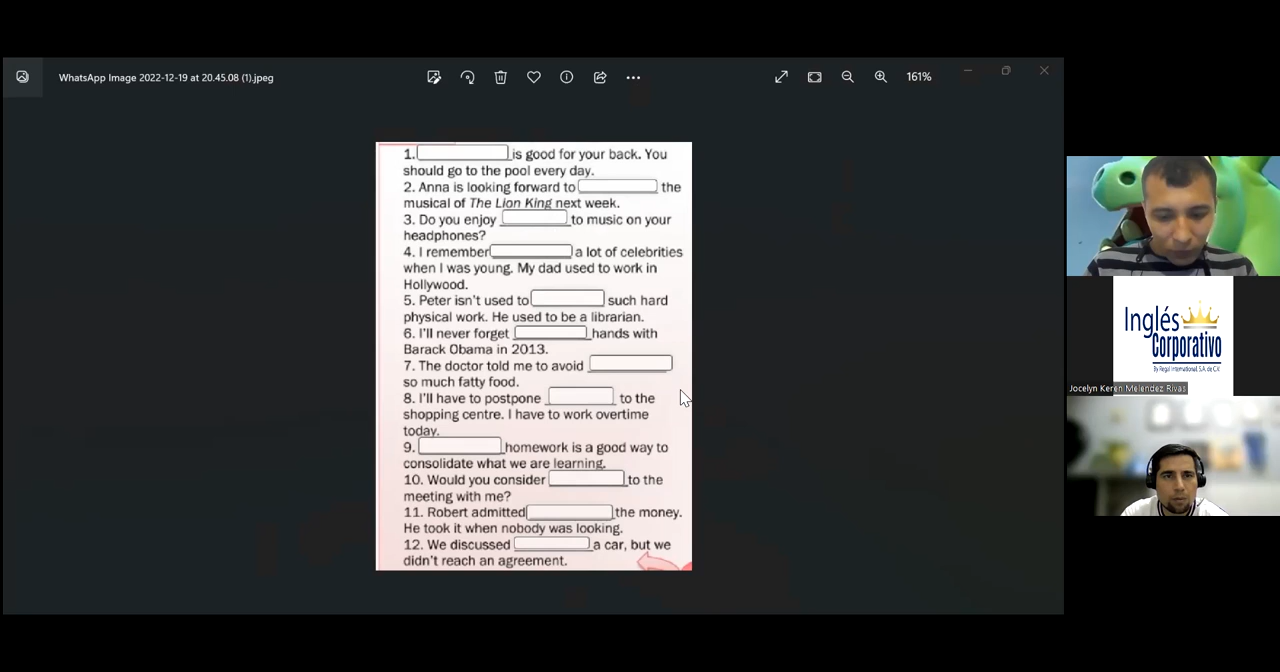 WhatsApp Image 2022-12-19 at 20.45.08 (1).jpeg
161%
1. is good for your back. You
should go to the pool every day.
2. Anna is looking forward to the
musical of The Lion King next week.
3. Do you enjoy to music on your
headphones?
4. I remember a lot of celebrities
when I was young. My dad used to work in
Hollywood.
5. Peter isn't used to such hard
physical work. He used to be a librarian.
6. I'll never forget hands with
Barack Obama in 2013.
7. The doctor told me to avoid
so much fatty food.
8. I'll have to postpone to the
shopping centre. I have to work overtime
today.
9. homework is a good way to
consolidate what we are learning.
10. Would you consider to the
meeting with me?
11. Robert admitted the money.
He took it when nobody was looking.
12. We discussed a car, but we
didn't reach an agreement.
Inglés
Corporativo
By Regal International, S.A. de C.V.
Jocelyn Keren Melendez Rivas